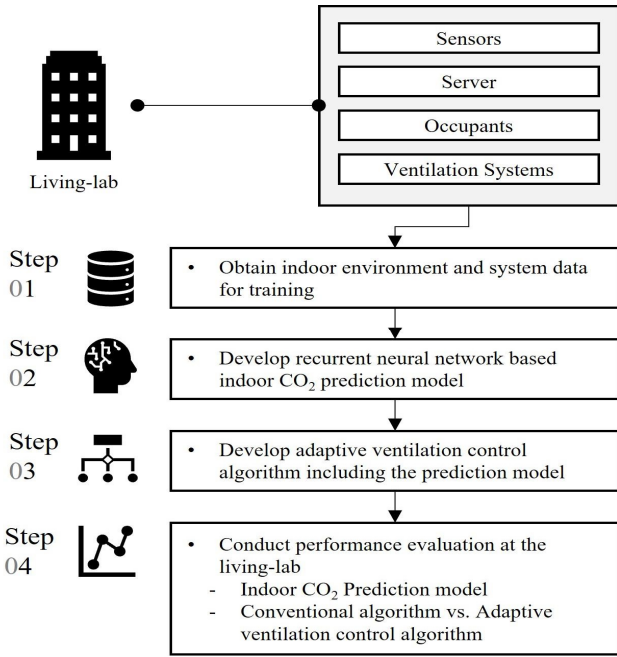 Sensors
Server
Occupants
Ventilation Systems
Living-lab
Step
01
• Obtain indoor environment and system data
for training
Step
02
• Develop recurrent neural network based
indoor CO₂ prediction model
Step
03
• Develop adaptive ventilation control
algorithm including the prediction model
Step
04
• Conduct performance evaluation at the
living-lab
- Indoor CO₂ Prediction model
- Conventional algorithm vs. Adaptive
ventilation control algorithm